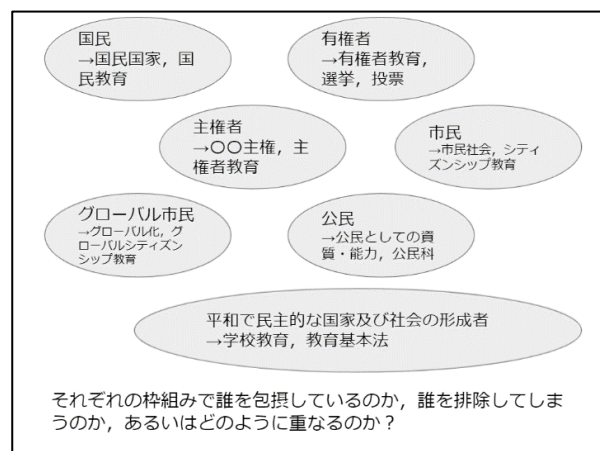 国民
→国民国家，国
民教育
有権者
→有権者教育，
選挙，投票
主権者
→〇〇主権，主
権者教育
市民
→市民社会，シティ
ズンシップ教育
グローバル市民
→グローバル化，グ
ローバルシティズン
シップ教育
公民
→公民としての資
質・能力，公民科
平和で民主的な国家及び社会の形成者
→学校教育，教育基本法
それぞれの枠組みで誰を包摂しているのか，誰を排除してしま
うのか，あるいはどのように重なるのか？